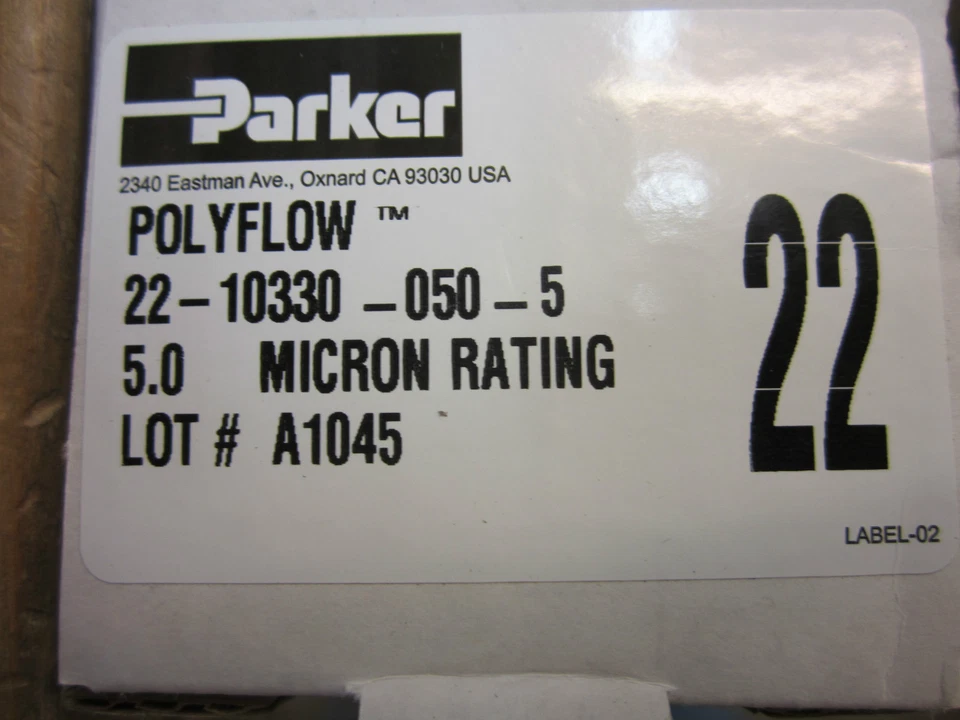 Parker
2340 Eastman Ave., Oxnard CA 93030 USA
POLYFLOW ™
22-10330 -050-5
5.0 MICRON RATING
LOT # A1045
22
LABEL-02